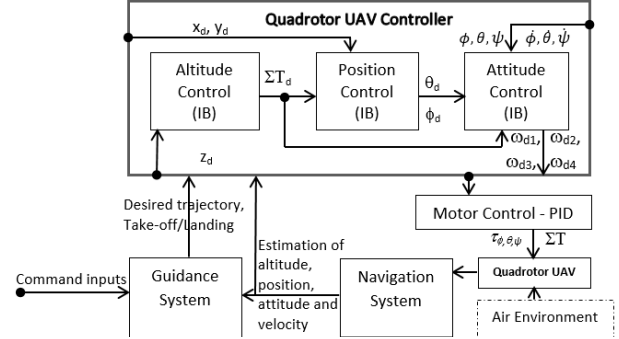 Quadrotor UAV Controller
x_d, y_d
ϕ, θ, ψ ϕ̇, θ̇, ψ̇
Altitude
Control
(IB)
ΣT_d
Position
Control
(IB)
θ_d
ϕ_d
Attitude
Control
(IB)
ω_d1, ω_d2,
ω_d3, ω_d4
z_d
Desired trajectory,
Take-off/Landing
Motor Control - PID
τ_ϕ,θ,ψ ΣT
Command inputs
Guidance
System
Estimation of
altitude,
position,
attitude and
velocity
Navigation
System
Quadrotor UAV
Air Environment